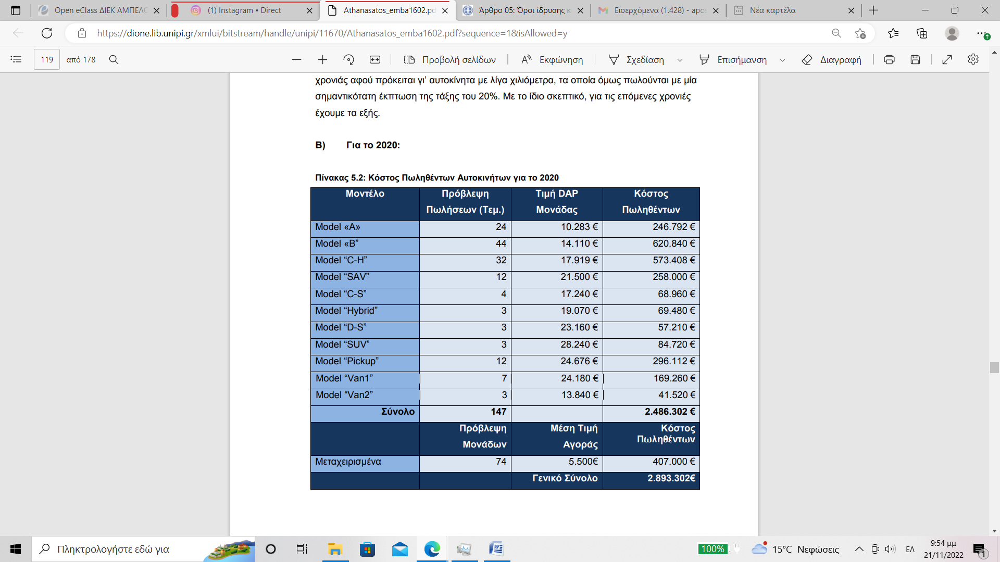 Open eClass ΔΙΕΚ ΑΜΠΕΛΟ
(1) Instagram • Direct
Athanasatos_emba1602.pd
Άρθρο 05: Όροι ίδρυσης κ
Εισερχόμενα (1.428) - apos
Νέα καρτέλα
https://dione.lib.unipi.gr/xmlui/bitstream/handle/unipi/11670/Athanasatos_emba1602.pdf?sequence=1&isAllowed=y
119 από 178
Προβολή σελίδων
Εκφώνηση
Σχεδίαση
Επισήμανση
Διαγραφή
χρονιάς αφού πρόκειται γι’ αυτοκίνητα με λίγα χιλιόμετρα, τα οποία όμως πωλούνται με μία
σημαντικότατη έκπτωση της τάξης του 20%. Με το ίδιο σκεπτικό, για τις επόμενες χρονιές
έχουμε τα εξής.
Β) Για το 2020:
Πίνακας 5.2: Κόστος Πωληθέντων Αυτοκινήτων για το 2020
Μοντέλο Πρόβλεψη Τιμή DAP Κόστος
Πωλήσεων (Τεμ.) Μονάδας Πωληθέντων
Model «A» 24 10.283 € 246.792 €
Model «B” 44 14.110 € 620.840 €
Model “C-H” 32 17.919 € 573.408 €
Model “SAV” 12 21.500 € 258.000 €
Model “C-S” 4 17.240 € 68.960 €
Model “Hybrid” 3 19.070 € 69.480 €
Model “D-S” 3 23.160 € 57.210 €
Model “SUV” 3 28.240 € 84.720 €
Model “Pickup” 12 24.676 € 296.112 €
Model “Van1” 7 24.180 € 169.260 €
Model “Van2” 3 13.840 € 41.520 €
Σύνολο 147 2.486.302 €
Πρόβλεψη Μέση Τιμή Κόστος
Μονάδων Αγοράς Πωληθέντων
Μεταχειρισμένα 74 5.500€ 407.000 €
Γενικό Σύνολο 2.893.302€
Πληκτρολογήστε εδώ για
100%
15°C Νεφώσεις
ΕΛ
9:54 μμ
21/11/2022
1